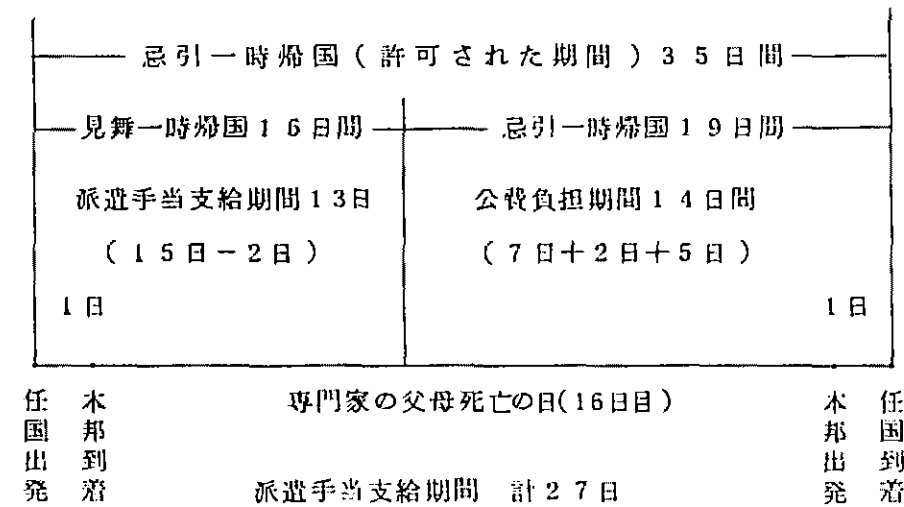 忌引一時帰国(許可された期間)35日間
見舞一時帰国16日間
忌引一時帰国19日間
派遣手当支給期間13日
公費負担期間14日間
(15日-2日)
(7日+2日+5日)
1日
1日
任国出発
本邦到着
専門家の父母死亡の日(16日目)
本邦出発
任国到着
派遣手当支給期間 計27日